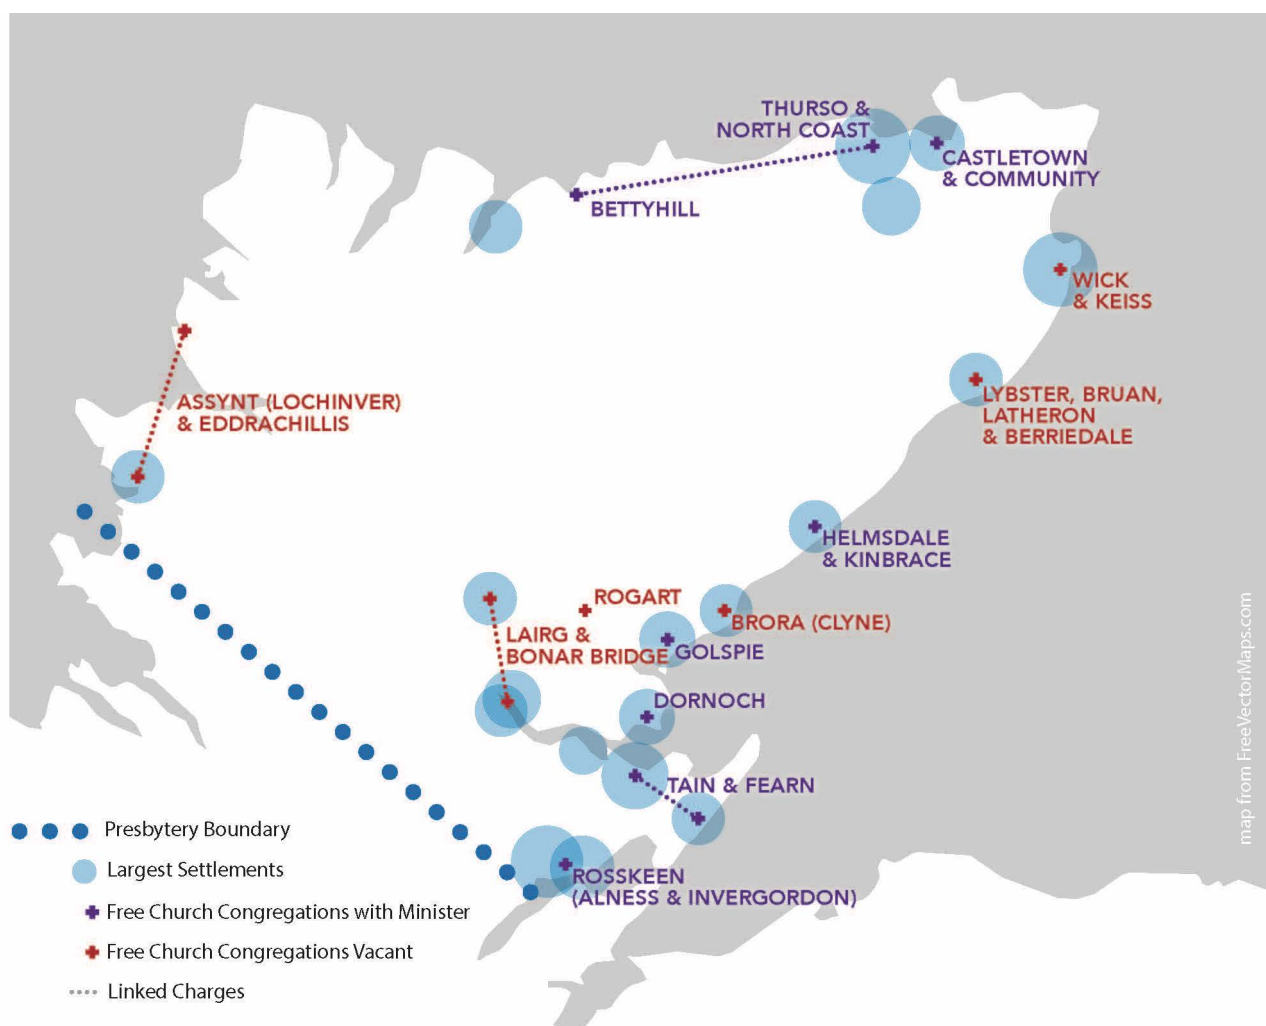 THURSO &
NORTH COAST
CASTLETOWN
& COMMUNITY
BETTYHILL
WICK
& KEISS
ASSYNT (LOCHINVER)
& EDDRACHILLIS
LYBSTER, BRUAN,
LATHERON
& BERRIEDALE
HELMSDALE
& KINBRACE
ROGART
BRORA (CLYNE)
LAIRG &
BONAR BRIDGE
GOLSPIE
DORNOCH
TAIN & FEARN
ROSSKEEN
(ALNESS & INVERGORDON)
Presbytery Boundary
Largest Settlements
Free Church Congregations with Minister
Free Church Congregations Vacant
Linked Charges
map from FreeVectorMaps.com